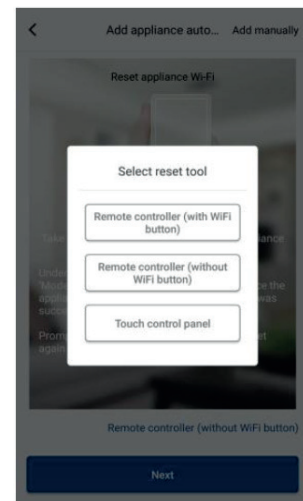 Add appliance auto... Add manually
Reset appliance Wi-Fi
Select reset tool
Remote controller (with WiFi
button)
Remote controller (without
WiFi button)
Touch control panel
Remote controller (without WiFi button)
Next